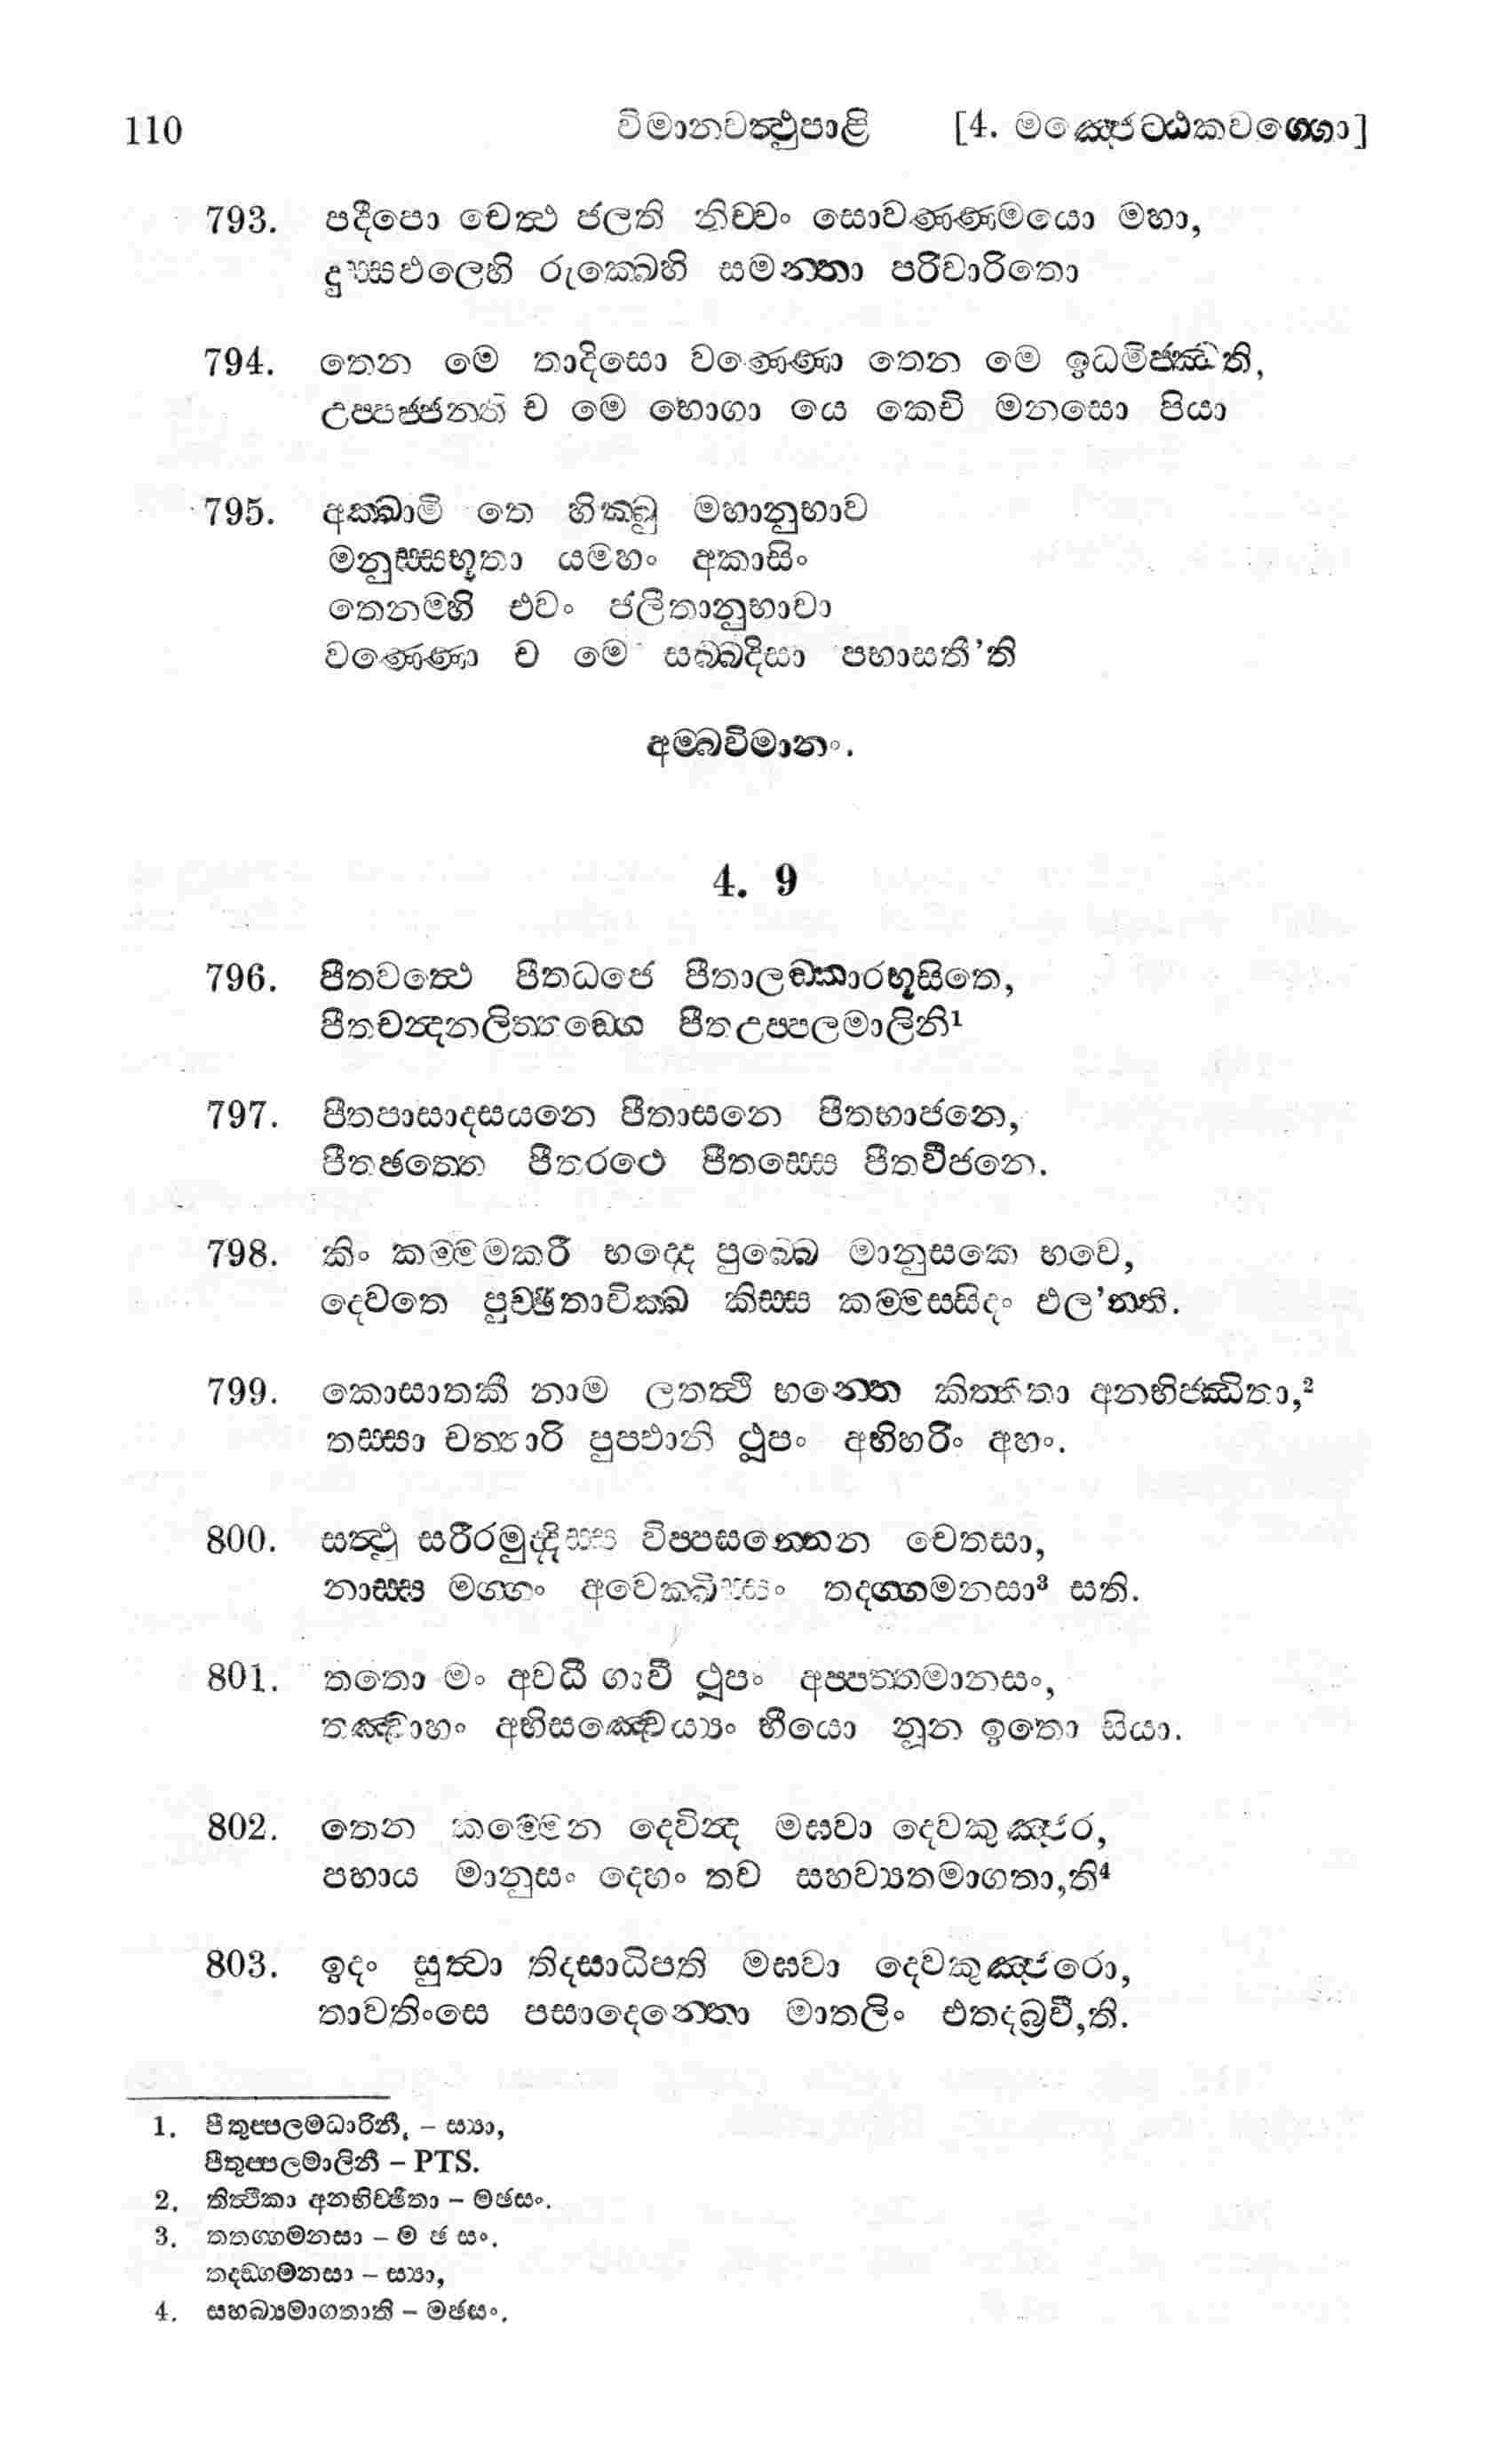 110 විමානවත්‍ථුපාළි [4. මඤ්ජෙට්ඨකවග්ගො]
793. පදීපො චෙත්‍ථ ජලති නිච්චං සොවණ්ණමයො මහා,
දුස්සඵලෙහි රුක්ඛෙහි සමන්තා පරිවාරිතො
794. තෙන මෙ තාදිසො වණ්ණො තෙන මෙ ඉධමිජ්ඣති,
උප්පජ්ජන්ති ච මෙ භොගා යෙ කෙචි මනසො පියා
795. අක්ඛාමි තෙ භික්ඛු මහානුභාව
මනුස්සභූතා යමහං අකාසිං
තෙනම්හි එවං ජලිතානුභාවා
වණ්ණො ච මෙ සබ්බදිසා පභාසතී’ති
අම්බවිමානං.
4. 9
796. පීතවත්‍ථෙ පීතධජෙ පීතාලඞ්කාරභූසිතෙ,
පීතචන්‍දනලිත්තඞ්ගෙ පීතඋප්පලමාලිනි¹
797. පීතපාසාදසයනෙ පීතාසනෙ පීතභාජනෙ,
පීතඡත්තෙ පීතරථෙ පීතස්සෙ පීතවීජනෙ.
798. කිං කම්මමකරී භද්දෙ පුබ්බෙ මානුසකෙ භවෙ,
දෙවතෙ පුච්ඡිතාචික්ඛ කිස්ස කම්මස්සිදං ඵල’න්ති.
799. කොසාතකී නාම ලතත්‍ථි භන්තෙ තිත්තිතා අනභිජ්ඣිතා,²
තස්සා චත්තාරි පුප්ඵානි ථූපං අභිහරිං අහං.
800. සත්‍ථු සරීරමුද්දිස්ස විප්පසන්නෙන චෙතසා,
නාස්ස මග්ගං අවෙක්ඛිස්සං තදග්ගමනසා³ සති.
801. තතො මං අවධී ගාවී ථූපං අප්පත්තමානසං,
තඤ්චාහං අභිසඤ්චෙය්‍යං භීයො නූන ඉතො සියා.
802. තෙන කම්මෙන දෙවින්‍ද මඝවා දෙවකුඤ්ජර,
පහාය මානුසං දෙහං තව සහව්‍යතමාගතා,ති⁴
803. ඉදං සුත්‍වා තිදසාධිපති මඝවා දෙවකුඤ්ජරො,
තාවතිංසෙ පසාදෙන්තො මාතලිං එතදබ්‍රවී,ති.
1. පීතුප්පලමධාරිනී, – ස්‍යා,
පීතුප්පලමාලිනී – PTS.
2. තිත්‍ථිකා අනභිච්ඡිතා – මඡසං.
3. තතග්ගමනසා – ම ඡ සං.
තදඞ්ගමනසා – ස්‍යා,
4. සහබ්‍යමාගතාති – මඡසං.